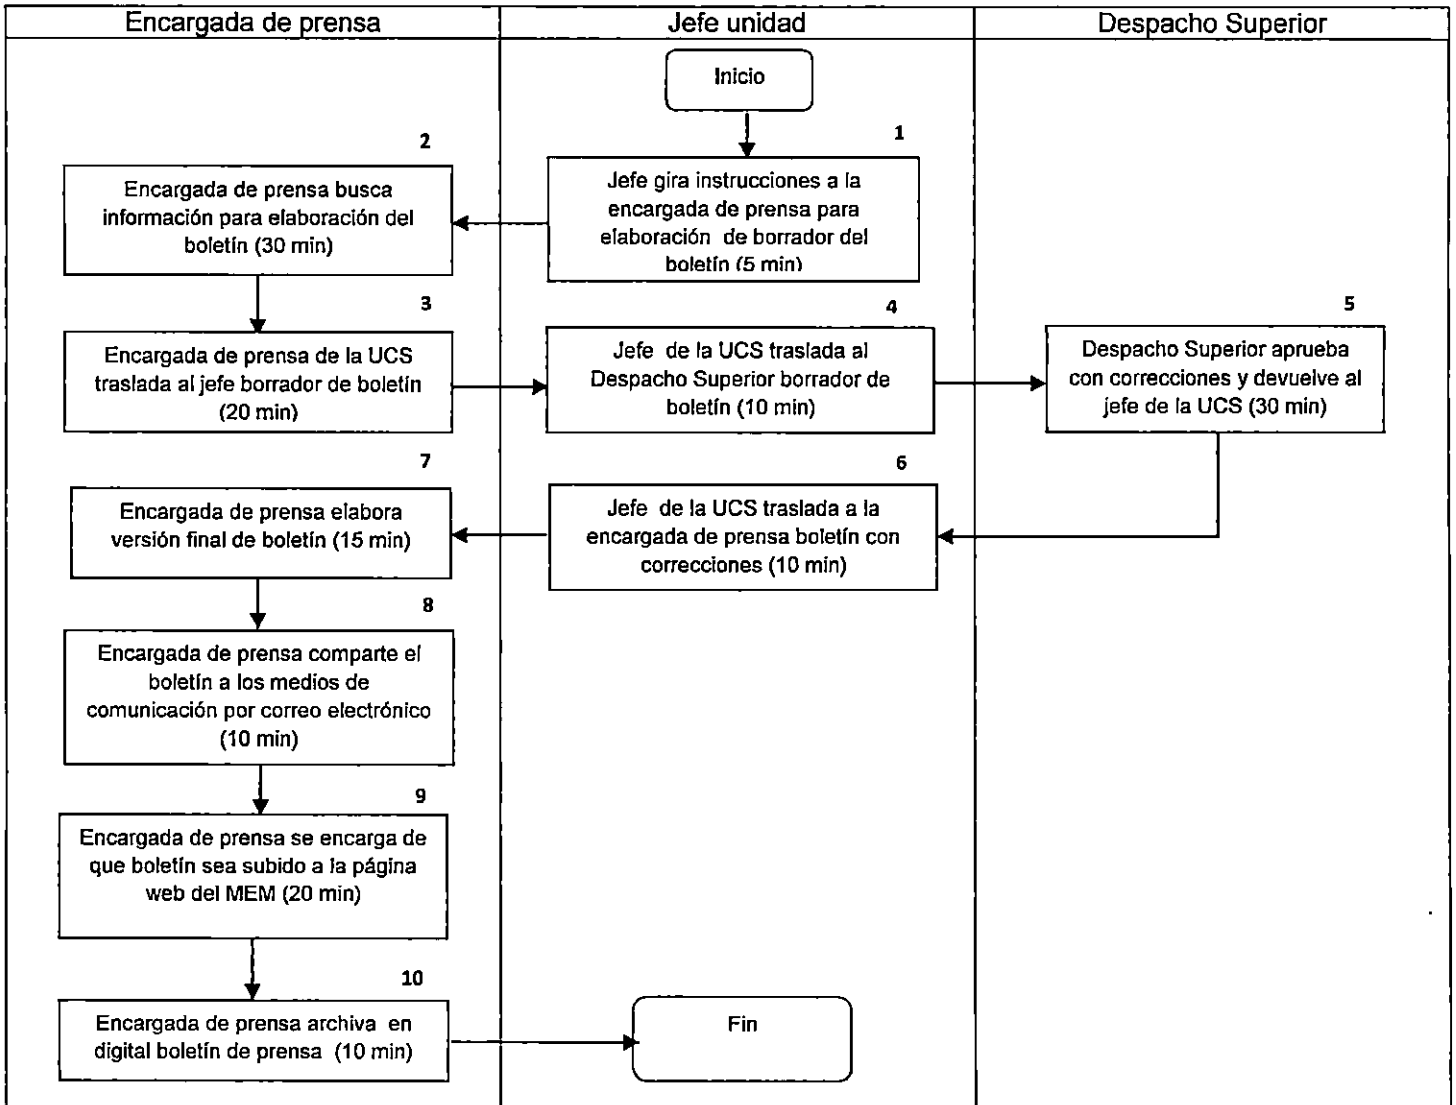 Encargada de prensa
Jefe unidad
Despacho Superior
Inicio
1
Jefe gira instrucciones a la
encargada de prensa para
elaboración de borrador del
boletín (5 min)
2
Encargada de prensa busca
información para elaboración del
boletín (30 min)
3
Encargada de prensa de la UCS
traslada al jefe borrador de boletín
(20 min)
4
Jefe de la UCS traslada al
Despacho Superior borrador de
boletín (10 min)
5
Despacho Superior aprueba
con correcciones y devuelve al
jefe de la UCS (30 min)
6
Jefe de la UCS traslada a la
encargada de prensa boletín con
correcciones (10 min)
7
Encargada de prensa elabora
versión final de boletín (15 min)
8
Encargada de prensa comparte el
boletín a los medios de
comunicación por correo electrónico
(10 min)
9
Encargada de prensa se encarga de
que boletín sea subido a la página
web del MEM (20 min)
10
Encargada de prensa archiva en
digital boletín de prensa (10 min)
Fin